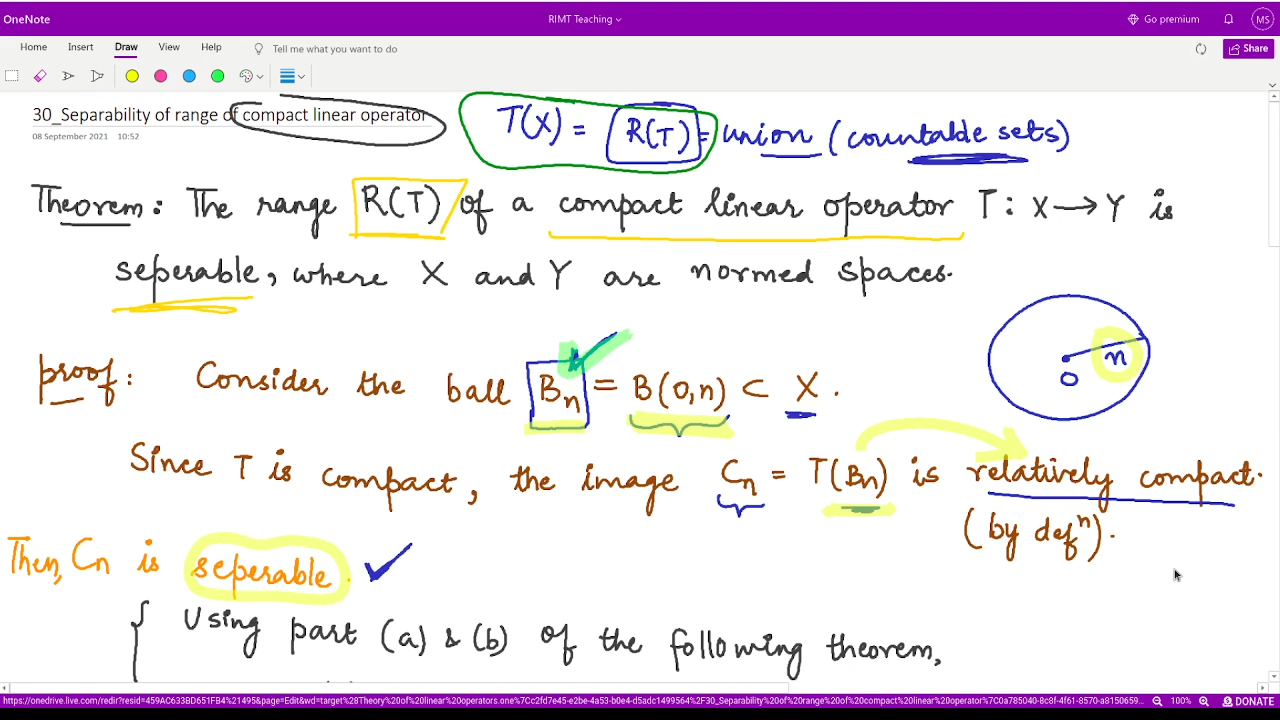 OneNote
RIMT Teaching
Go premium
MS
Home Insert Draw View Help Tell me what you want to do
Share
30_Separability of range of compact linear operator
08 September 2021 10:52
T(X) = R(T) = union (countable sets)
Theorem: The range R(T) of a compact linear operator T: X→Y is
seperable, where X and Y are normed spaces.
proof: Consider the ball Bn = B(0,n) ⊂ X.
n
0
Since T is compact, the image Cn = T(Bn) is relatively compact.
(by defⁿ).
Then, Cn is seperable.
{ Using part (a) & (b) of the following theorem,
100%
DONATE